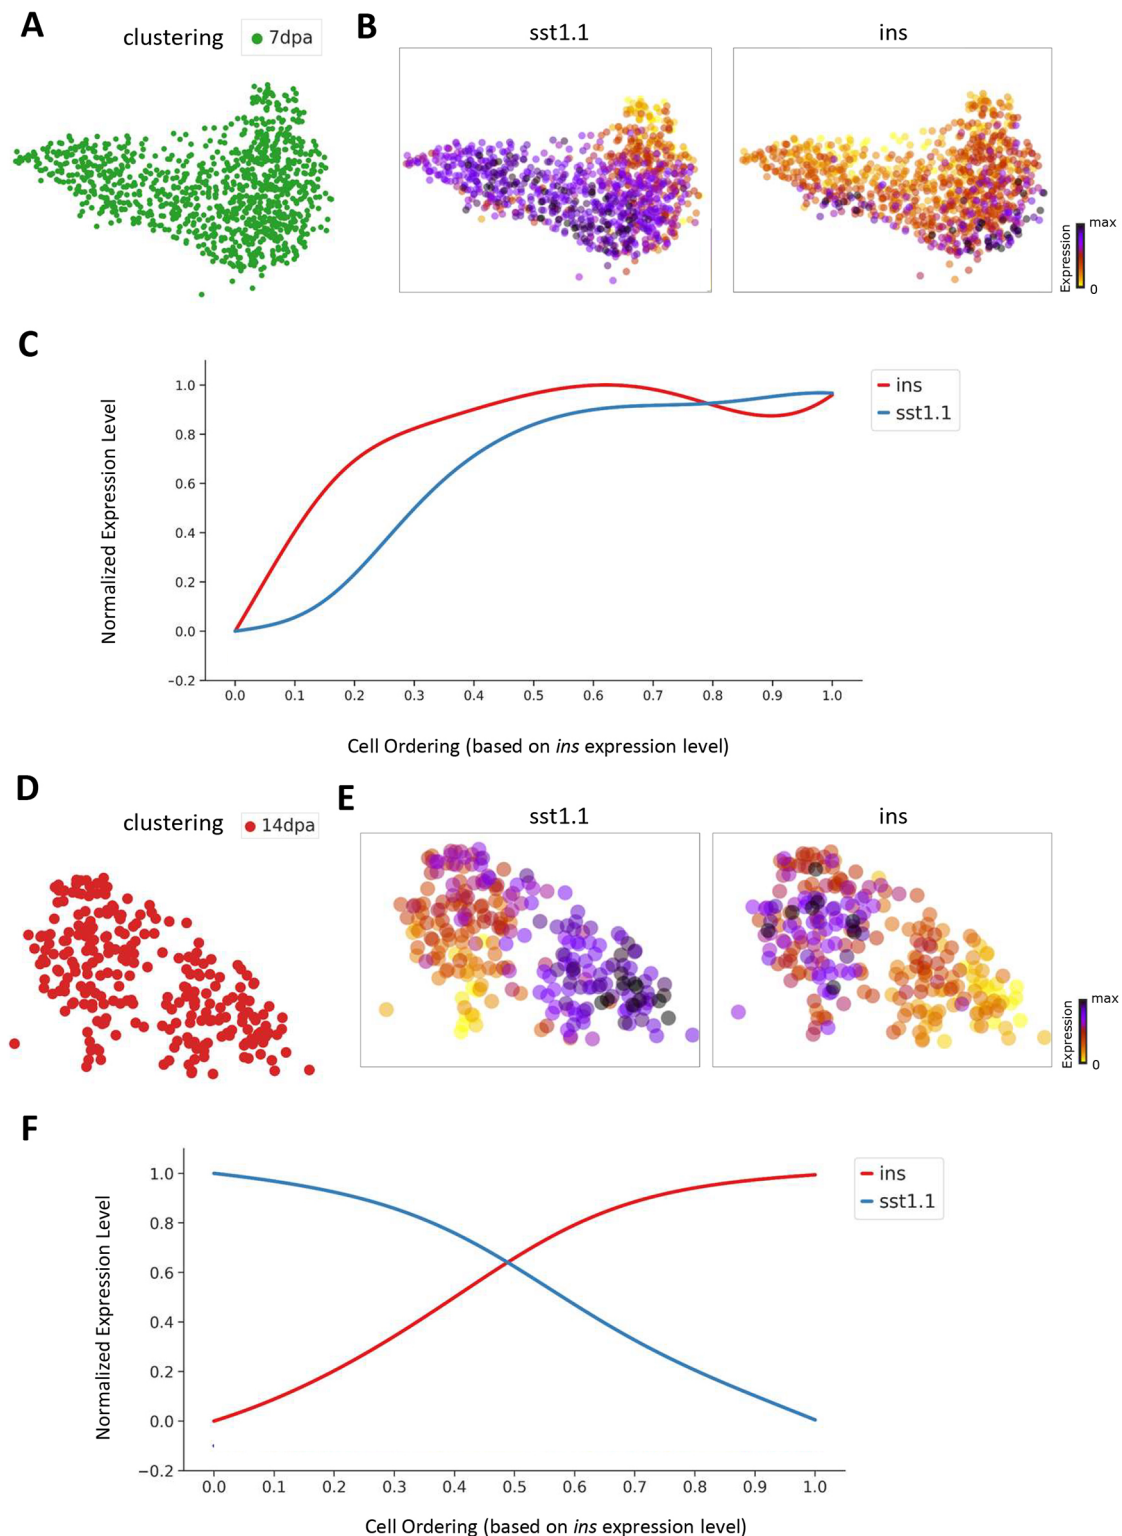 A
clustering
7dpa
B
sst1.1
ins
Expression
max
0
C
Normalized Expression Level
1.0
0.8
0.6
0.4
0.2
0.0
−0.2
0.0 0.1 0.2 0.3 0.4 0.5 0.6 0.7 0.8 0.9 1.0
Cell Ordering (based on ins expression level)
ins
sst1.1
D
clustering
14dpa
E
sst1.1
ins
Expression
max
0
F
Normalized Expression Level
1.0
0.8
0.6
0.4
0.2
0.0
−0.2
0.0 0.1 0.2 0.3 0.4 0.5 0.6 0.7 0.8 0.9 1.0
Cell Ordering (based on ins expression level)
ins
sst1.1